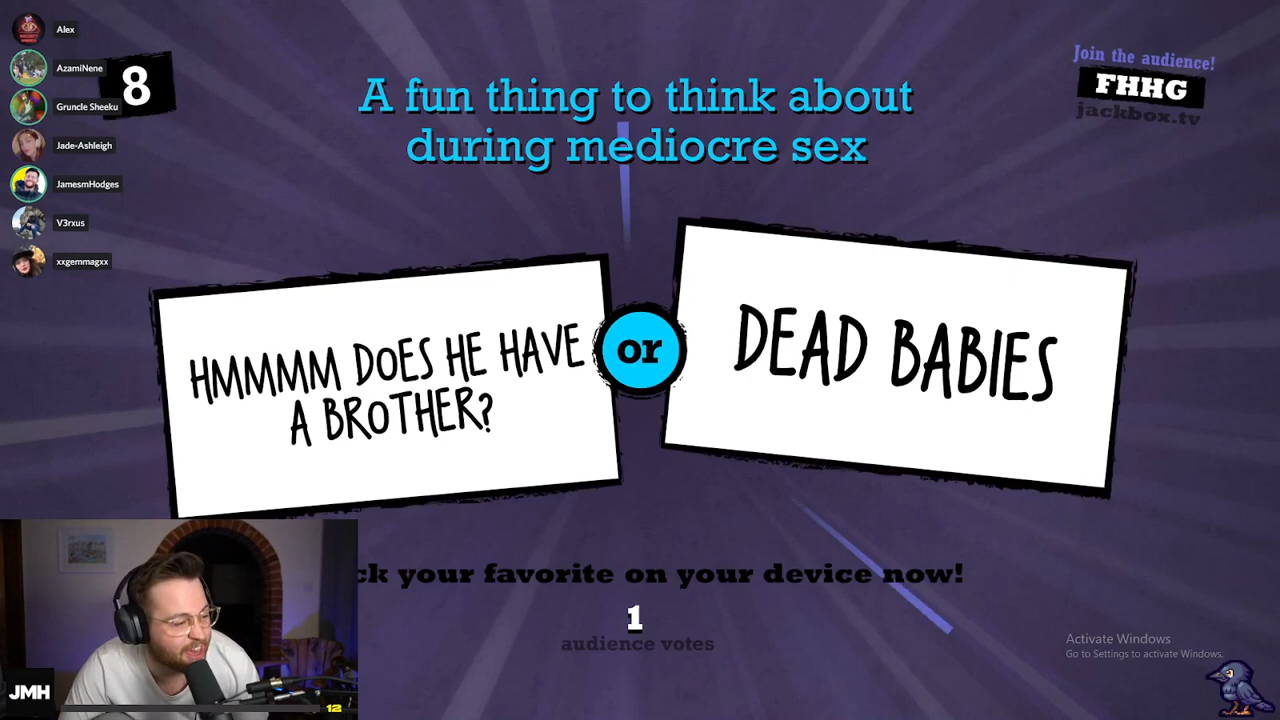 Alex
AzamiNene
8
Gruncle Sheeku
Jade-Ashleigh
JamesmHodges
V3rxus
xxgemmagxx
A fun thing to think about
during mediocre sex
Join the audience!
FHHG
jackbox.tv
HMMMM DOES HE HAVE
A BROTHER?
or
DEAD BABIES
ck your favorite on your device now!
1
audience votes
Activate Windows
Go to Settings to activate Windows.
JMH
12